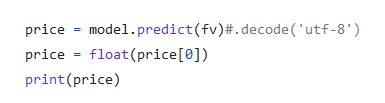 price = model.predict(fv)#.decode('utf-8')
price = float(price[0])
print(price)